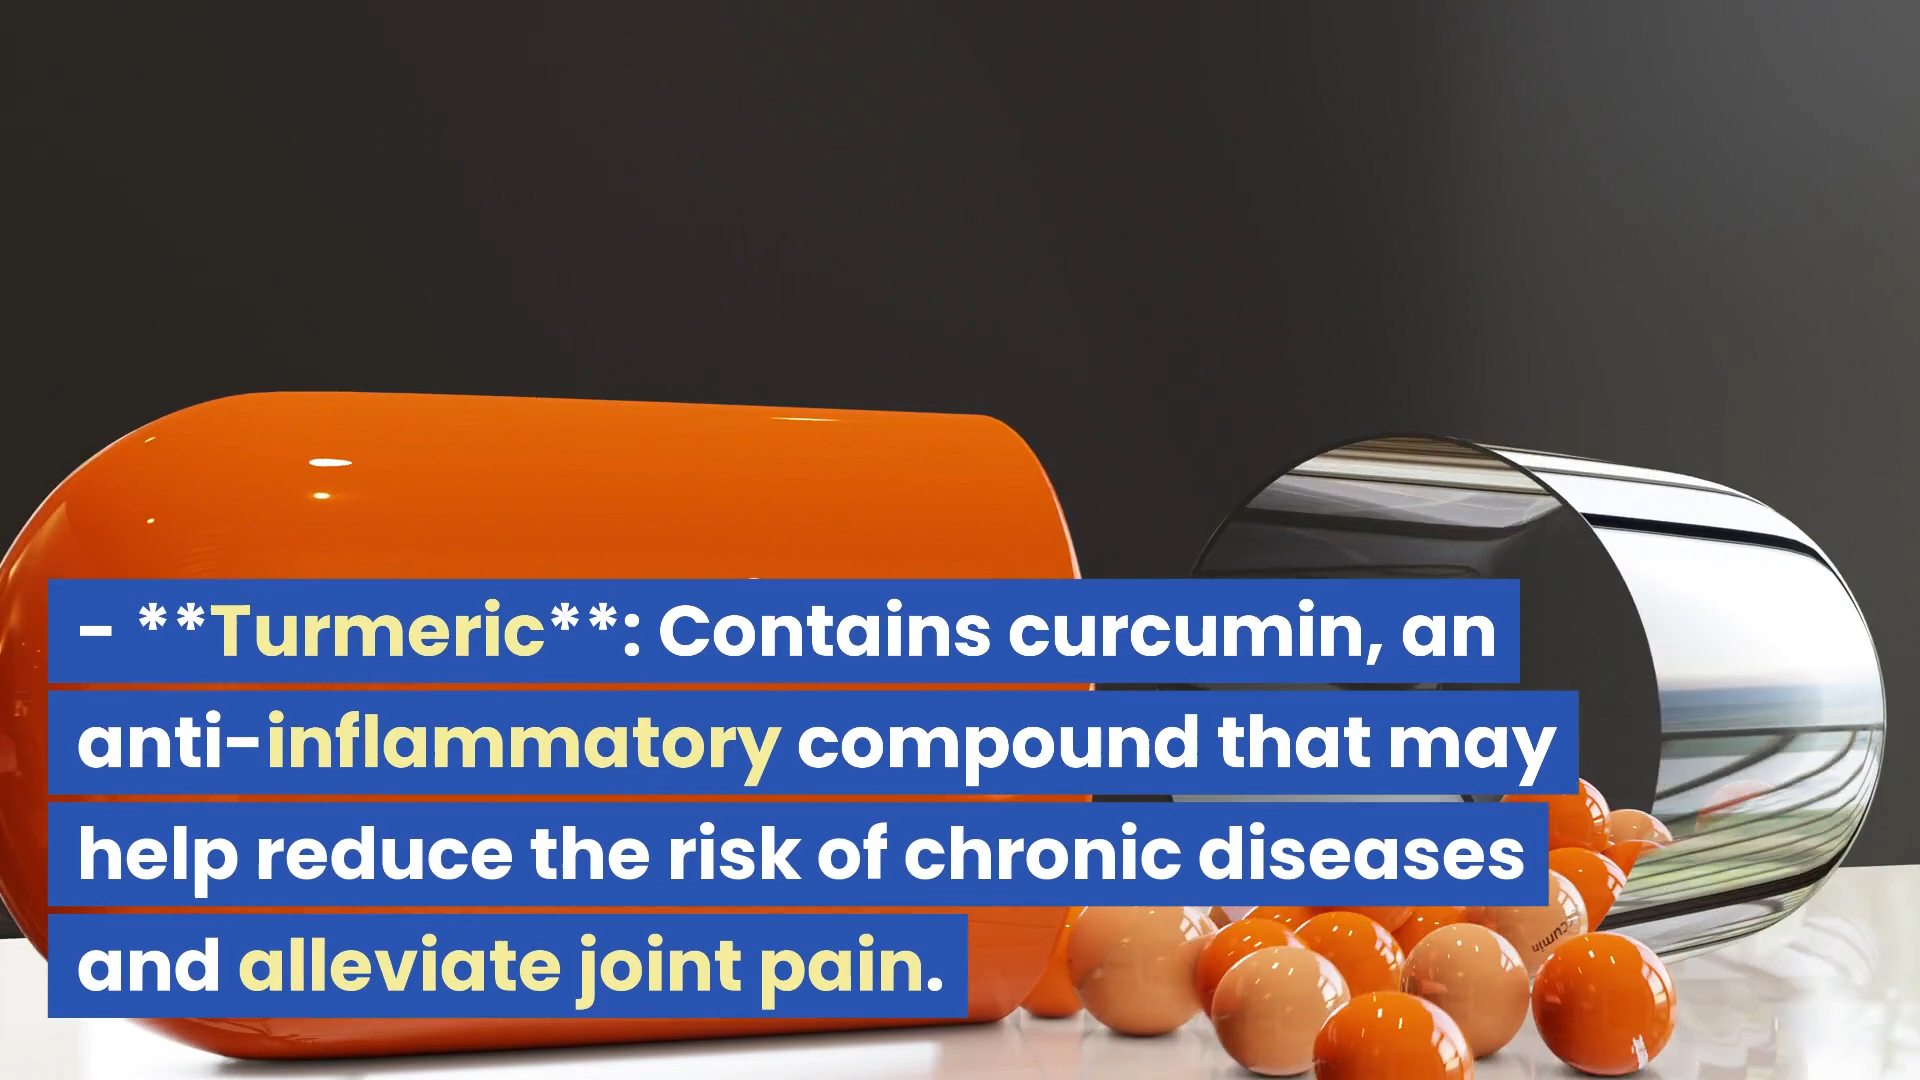 - **Turmeric**: Contains curcumin, an
anti-inflammatory compound that may
help reduce the risk of chronic diseases
and alleviate joint pain.